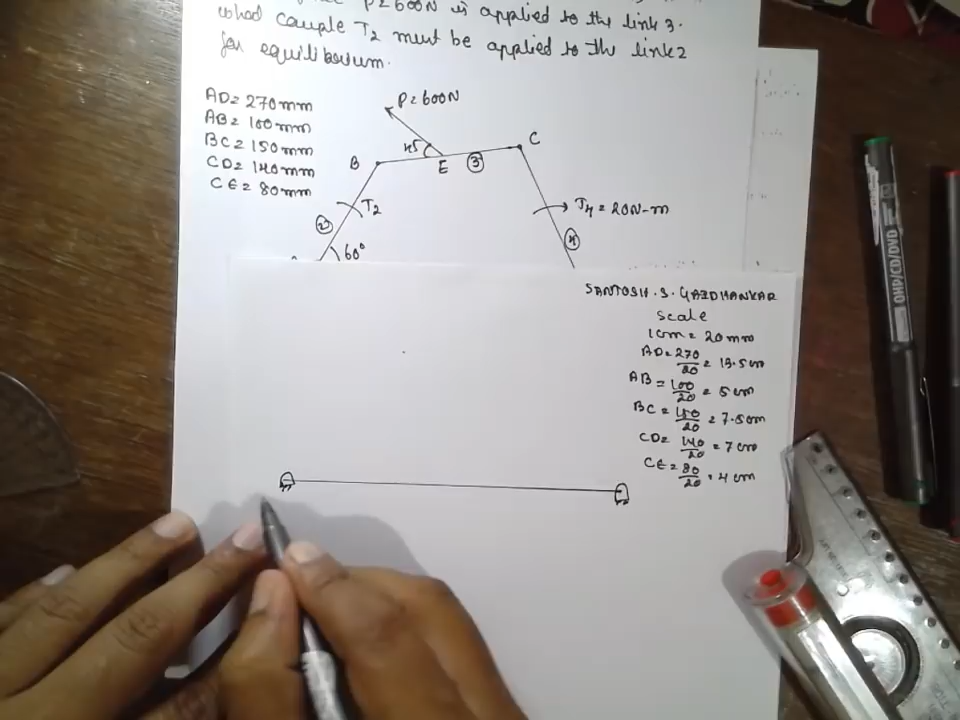 P=600N is applied to the link 3.
what couple T2 must be applied to the link 2
for equilibrium.
AD= 270mm
AB= 100mm
BC= 150mm
CD= 140mm
CE= 80mm
P=600N
45
B
E
3
C
T2
2
60°
T4=20N-m
4
SANTOSH.S.GAIDHANKAR
Scale
1cm = 20mm
AD= 270/20 = 13.5cm
AB= 100/20 = 5cm
BC= 150/20 = 7.5cm
CD= 140/20 = 7cm
CE= 80/20 = 4cm
OHP/CD/DVD